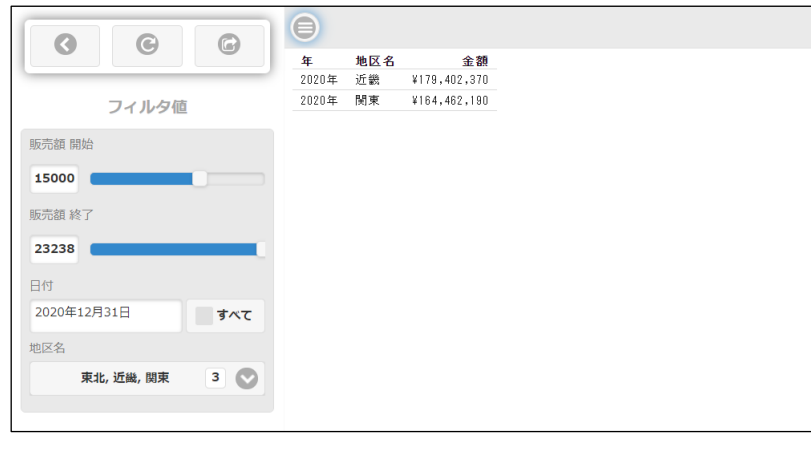 フィルタ値
販売額 開始
15000
販売額 終了
23238
日付
2020年12月31日 すべて
地区名
東北, 近畿, 関東 3
年 地区名 金額
2020年 近畿 ¥179,402,370
2020年 関東 ¥164,462,190